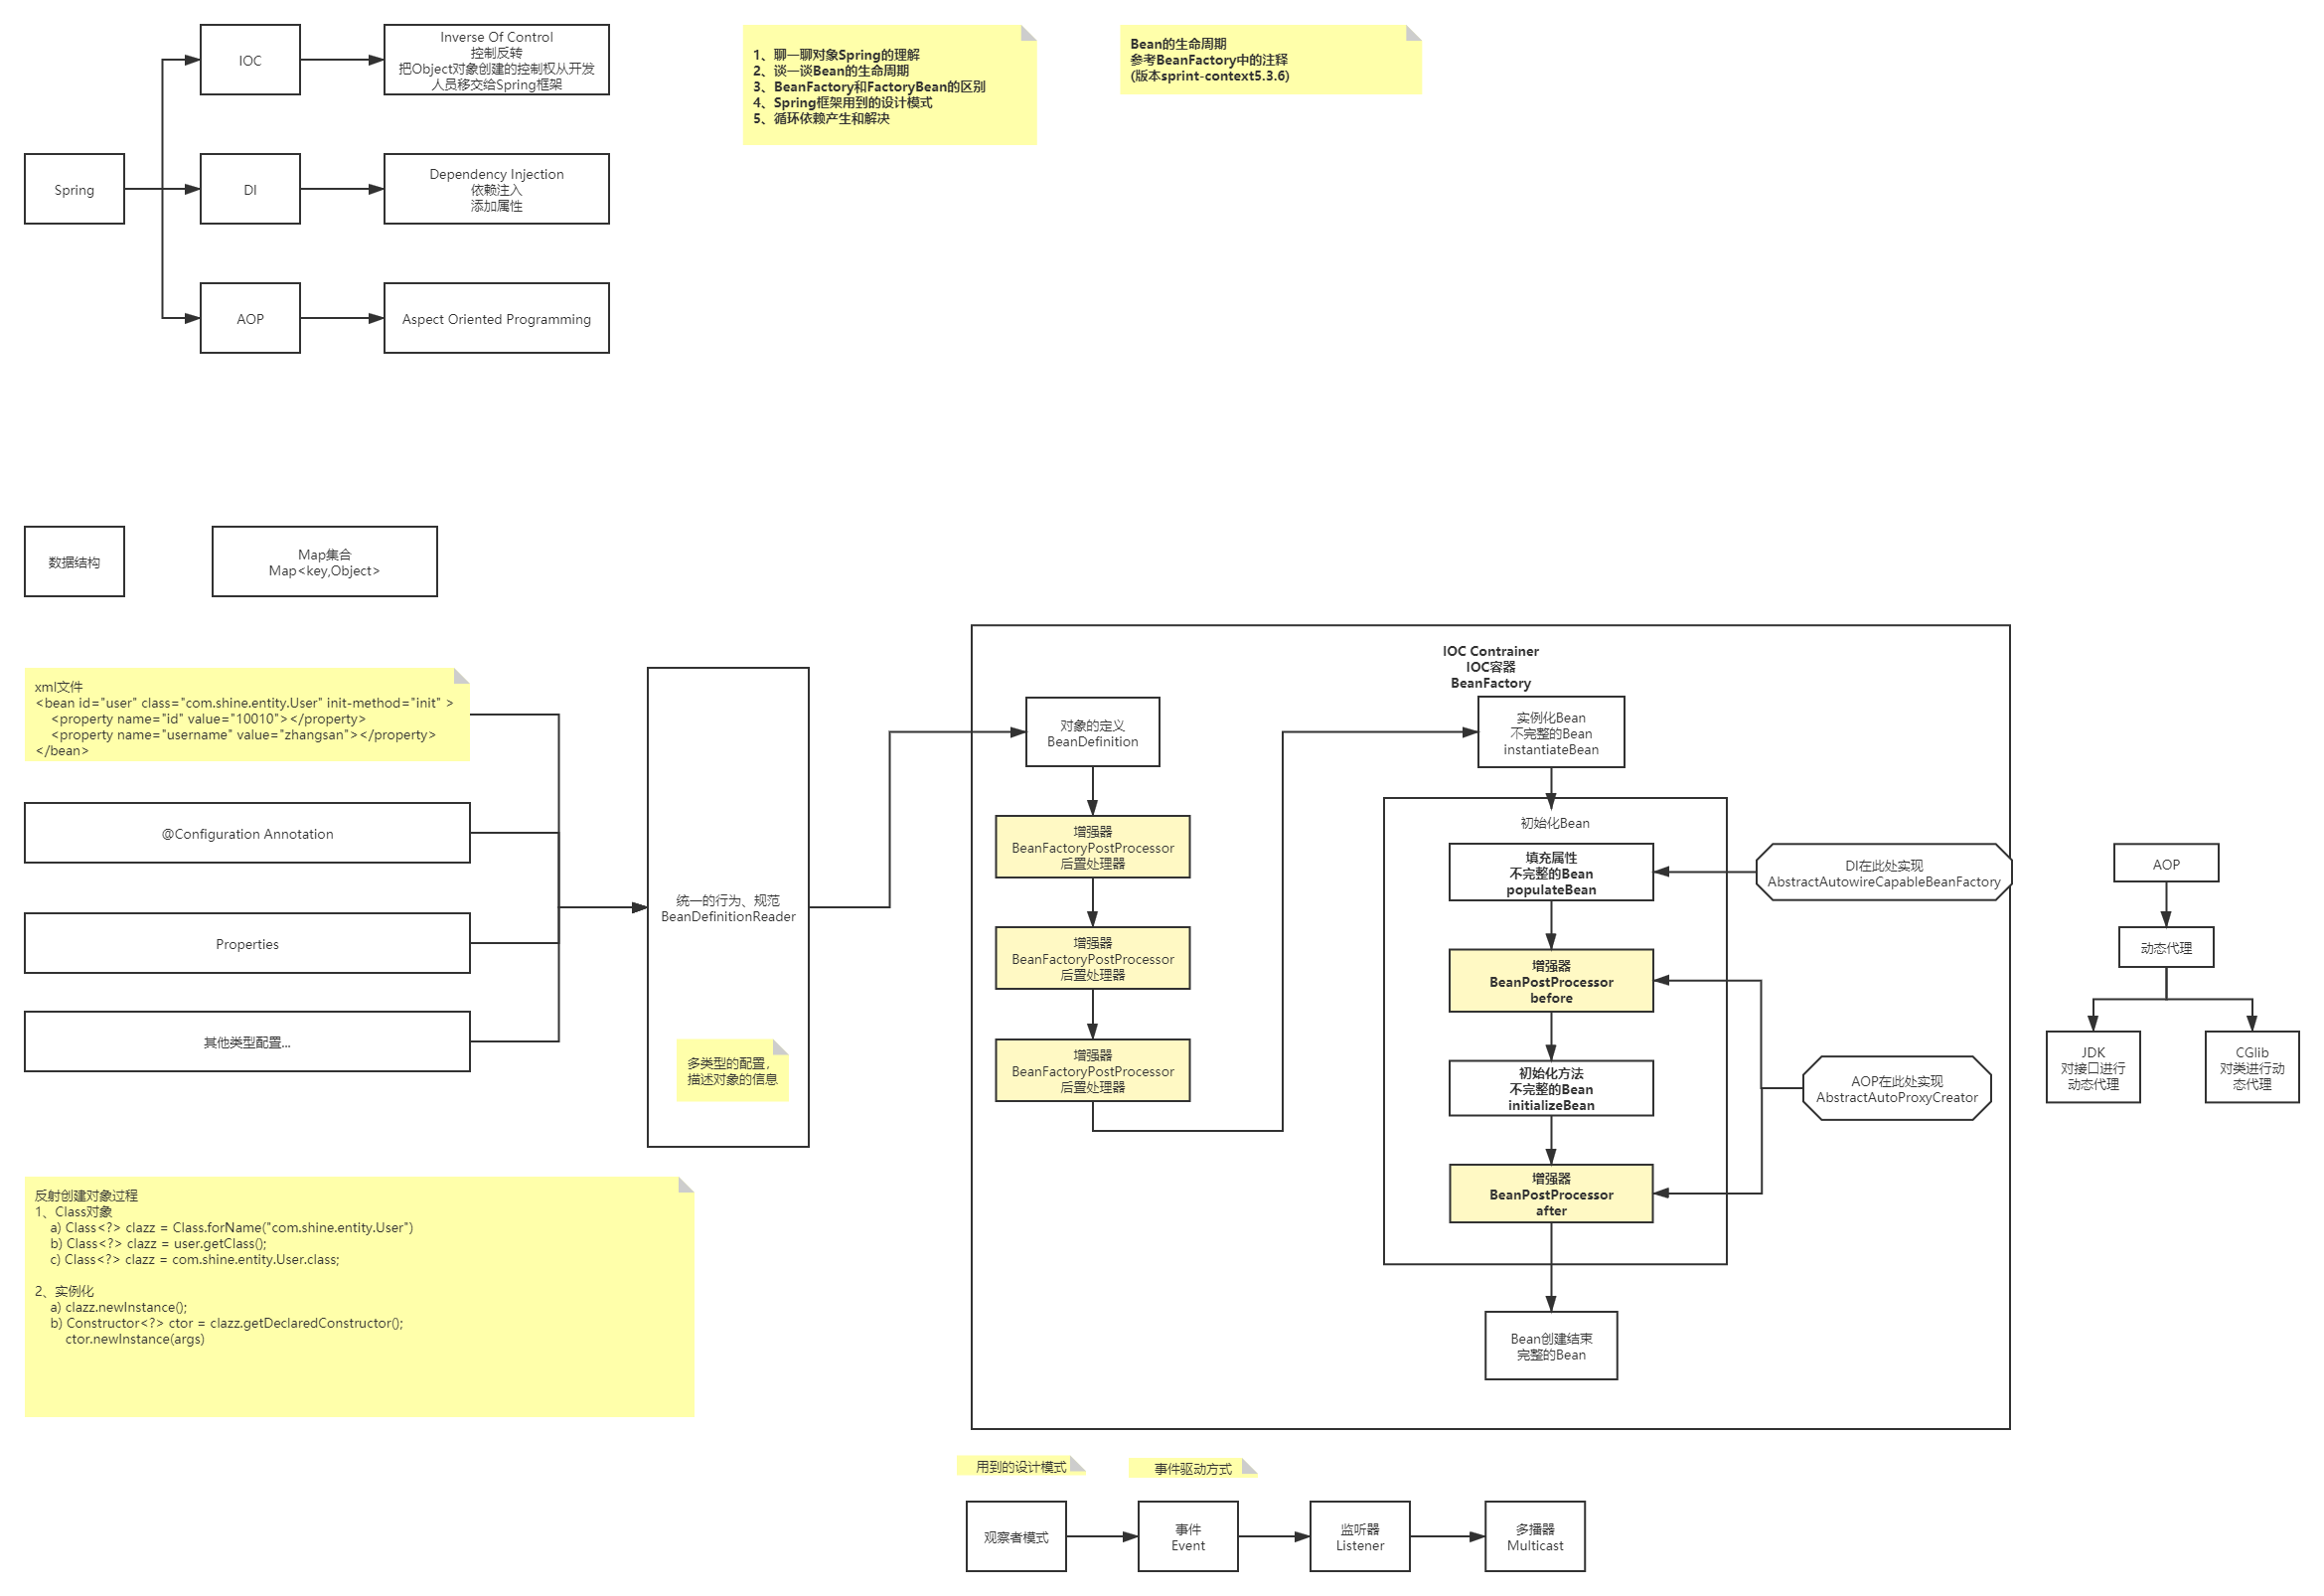 Spring
IOC
Inverse Of Control
控制反转
把Object对象创建的控制权从开发
人员移交给Spring框架
DI
Dependency Injection
依赖注入
添加属性
AOP
Aspect Oriented Programming
1、聊一聊对象Spring的理解
2、谈一谈Bean的生命周期
3、BeanFactory和FactoryBean的区别
4、Spring框架用到的设计模式
5、循环依赖产生和解决
Bean的生命周期
参考BeanFactory中的注释
(版本sprint-context5.3.6)
数据结构
Map集合
Map<key,Object>
xml文件
<bean id="user" class="com.shine.entity.User" init-method="init" >
<property name="id" value="10010"></property>
<property name="username" value="zhangsan"></property>
</bean>
@Configuration Annotation
Properties
其他类型配置...
统一的行为、规范
BeanDefinitionReader
多类型的配置，
描述对象的信息
反射创建对象过程
1、Class对象
a) Class<?> clazz = Class.forName("com.shine.entity.User")
b) Class<?> clazz = user.getClass();
c) Class<?> clazz = com.shine.entity.User.class;
2、实例化
a) clazz.newInstance();
b) Constructor<?> ctor = clazz.getDeclaredConstructor();
ctor.newInstance(args)
IOC Contrainer
IOC容器
BeanFactory
对象的定义
BeanDefinition
增强器
BeanFactoryPostProcessor
后置处理器
增强器
BeanFactoryPostProcessor
后置处理器
增强器
BeanFactoryPostProcessor
后置处理器
实例化Bean
不完整的Bean
instantiateBean
初始化Bean
填充属性
不完整的Bean
populateBean
增强器
BeanPostProcessor
before
初始化方法
不完整的Bean
initializeBean
增强器
BeanPostProcessor
after
Bean创建结束
完整的Bean
DI在此处实现
AbstractAutowireCapableBeanFactory
AOP在此处实现
AbstractAutoProxyCreator
AOP
动态代理
JDK
对接口进行
动态代理
CGlib
对类进行动
态代理
用到的设计模式
事件驱动方式
观察者模式
事件
Event
监听器
Listener
多播器
Multicast